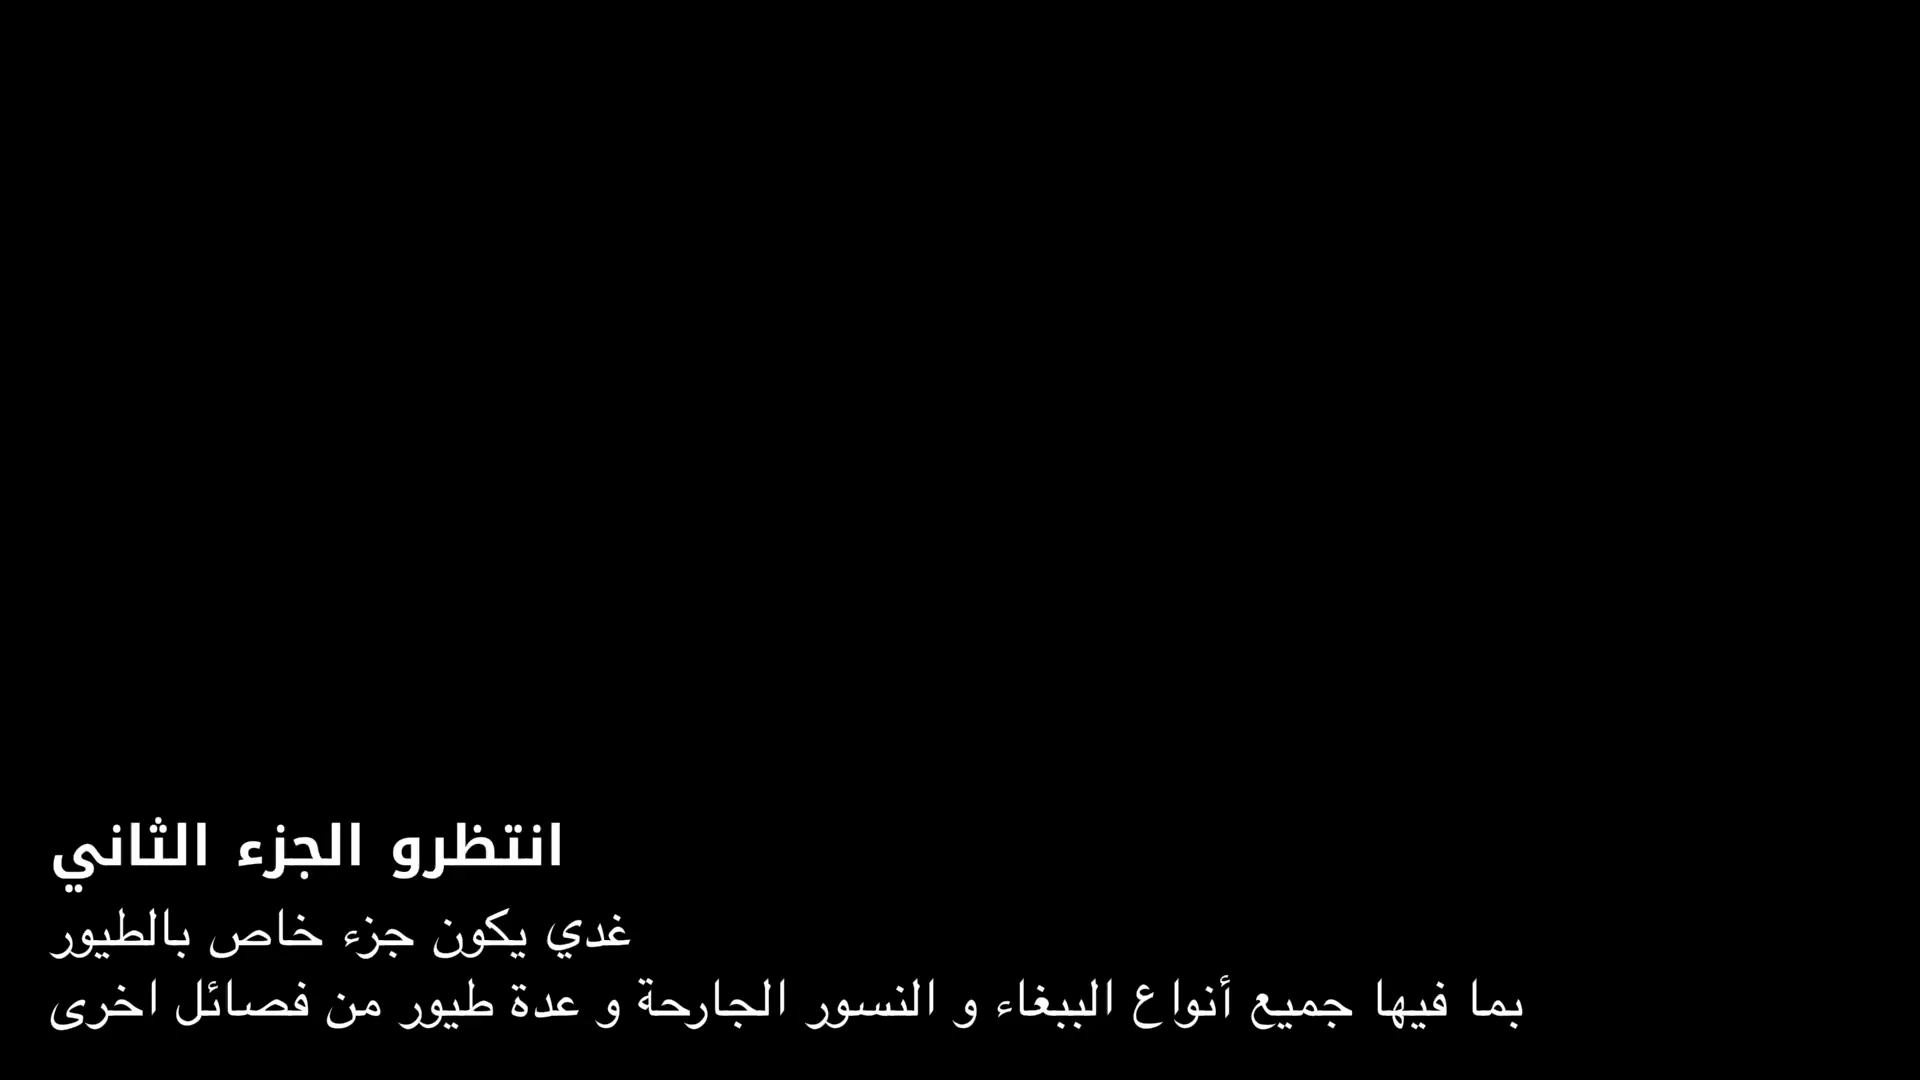 انتظرو الجزء الثاني
غدي يكون جزء خاص بالطيور
بما فيها جميع أنواع الببغاء و النسور الجارحة و عدة طيور من فصائل اخرى